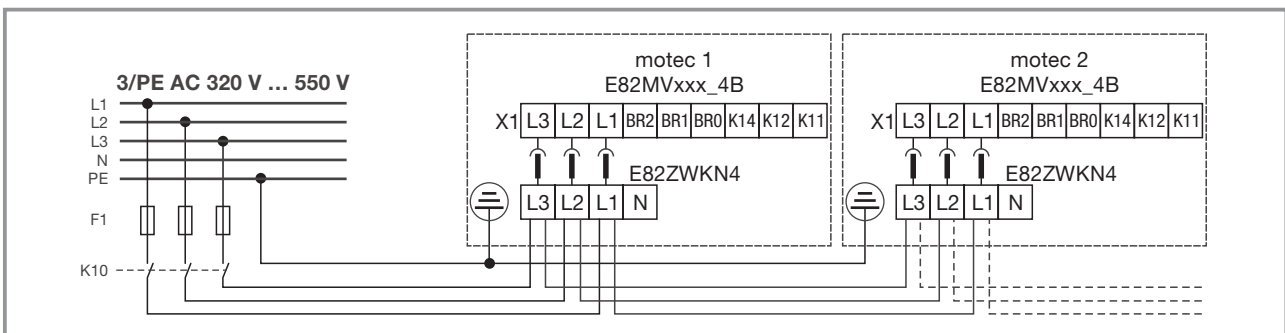 3/PE AC 320 V … 550 V
L1
L2
L3
N
PE
F1
K10
motec 1
E82MVxxx_4B
X1 L3 L2 L1 BR2 BR1 BR0 K14 K12 K11
E82ZWKN4
L3 L2 L1 N
motec 2
E82MVxxx_4B
X1 L3 L2 L1 BR2 BR1 BR0 K14 K12 K11
E82ZWKN4
L3 L2 L1 N